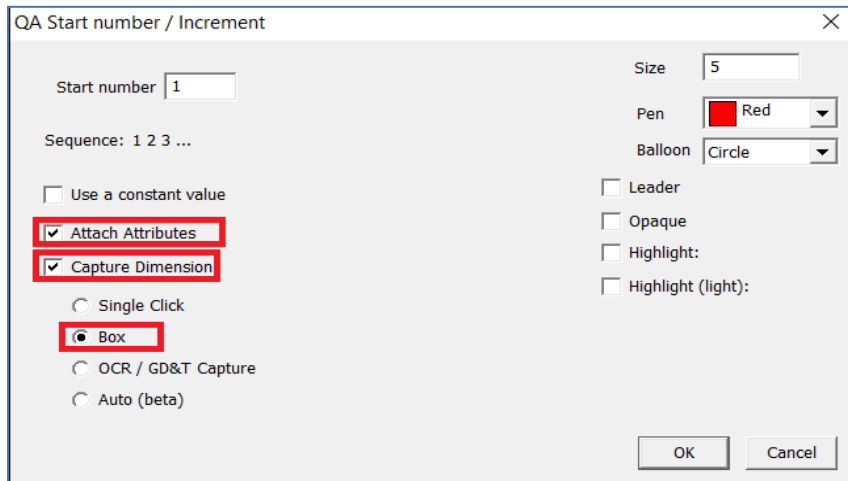 QA Start number / Increment
Start number 1
Sequence: 1 2 3 ...
Use a constant value
Attach Attributes
Capture Dimension
Single Click
Box
OCR / GD&T Capture
Auto (beta)
Size 5
Pen Red
Balloon Circle
Leader
Opaque
Highlight:
Highlight (light):
OK Cancel